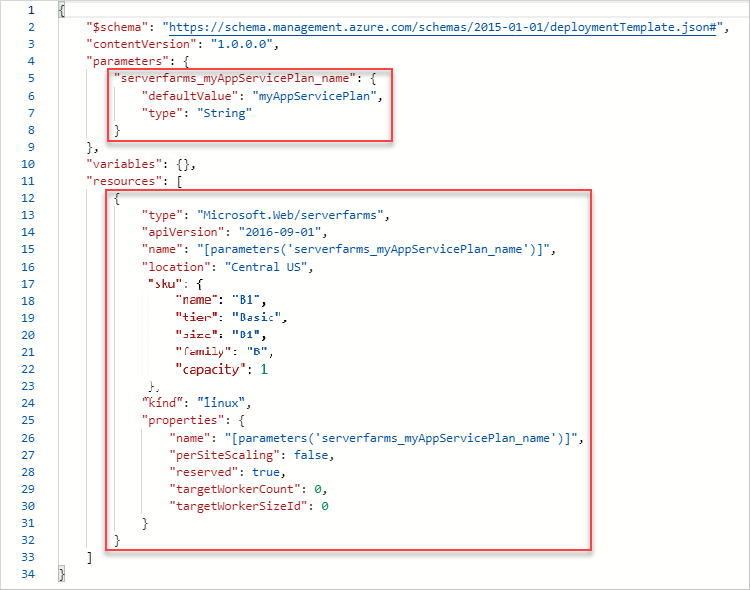 1 {
2 "$schema": "https://schema.management.azure.com/schemas/2015-01-01/deploymentTemplate.json#",
3 "contentVersion": "1.0.0.0",
4 "parameters": {
5 "serverfarms_myAppServicePlan_name": {
6 "defaultValue": "myAppServicePlan",
7 "type": "String"
8 }
9 },
10 "variables": {},
11 "resources": [
12 {
13 "type": "Microsoft.Web/serverfarms",
14 "apiVersion": "2016-09-01",
15 "name": "[parameters('serverfarms_myAppServicePlan_name')]",
16 "location": "Central US",
17 "sku": {
18 "name": "B1",
19 "tier": "Basic",
20 "size": "B1",
21 "family": "B",
22 "capacity": 1
23 },
24 "kind": "linux",
25 "properties": {
26 "name": "[parameters('serverfarms_myAppServicePlan_name')]",
27 "perSiteScaling": false,
28 "reserved": true,
29 "targetWorkerCount": 0,
30 "targetWorkerSizeId": 0
31 }
32 }
33 ]
34 }